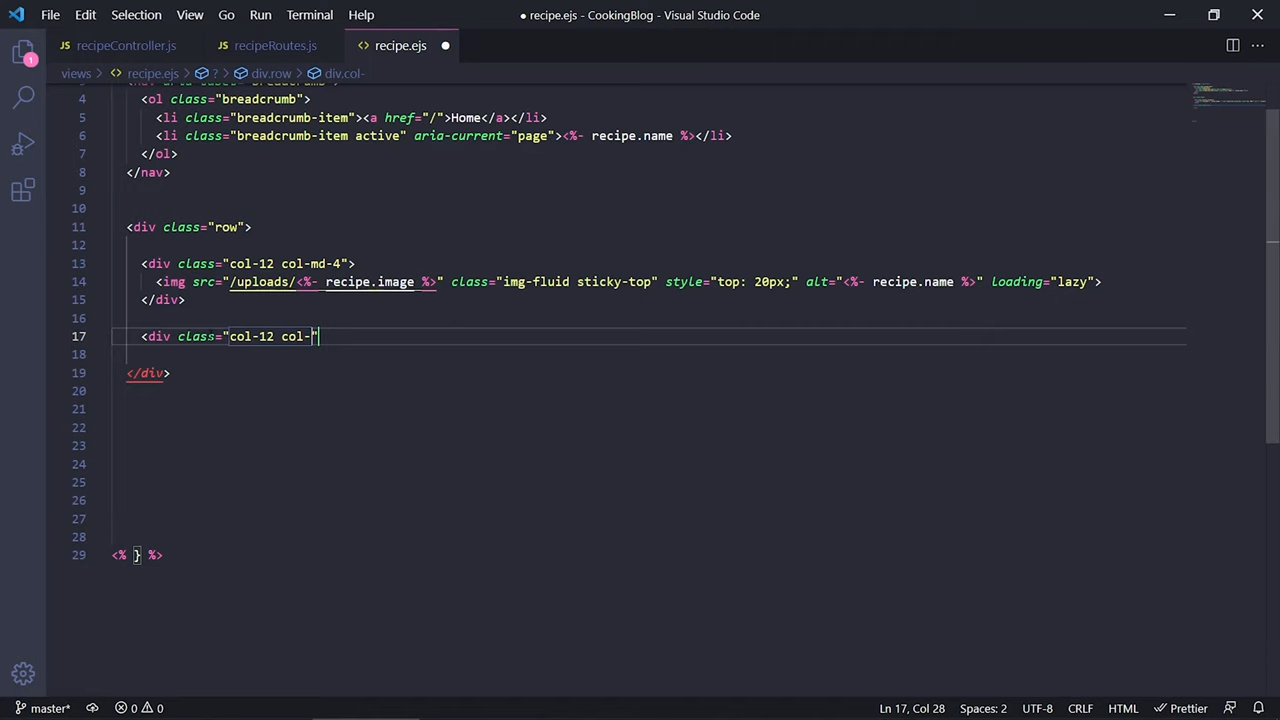 File Edit Selection View Go Run Terminal Help ● recipe.ejs - CookingBlog - Visual Studio Code
JS recipeController.js JS recipeRoutes.js <> recipe.ejs
views > <> recipe.ejs > ? > div.row > div.col-
1
4 <ol class="breadcrumb">
5 <li class="breadcrumb-item"><a href="/">Home</a></li>
6 <li class="breadcrumb-item active" aria-current="page"><%- recipe.name %></li>
7 </ol>
8 </nav>
9
10
11 <div class="row">
12
13 <div class="col-12 col-md-4">
14 <img src="/uploads/<%- recipe.image %>" class="img-fluid sticky-top" style="top: 20px;" alt="<%- recipe.name %>" loading="lazy">
15 </div>
16
17 <div class="col-12 col-"
18
19 </div>
20
21
22
23
24
25
26
27
28
29 <% } %>
master* 0 0 Ln 17, Col 28 Spaces: 2 UTF-8 CRLF HTML Prettier